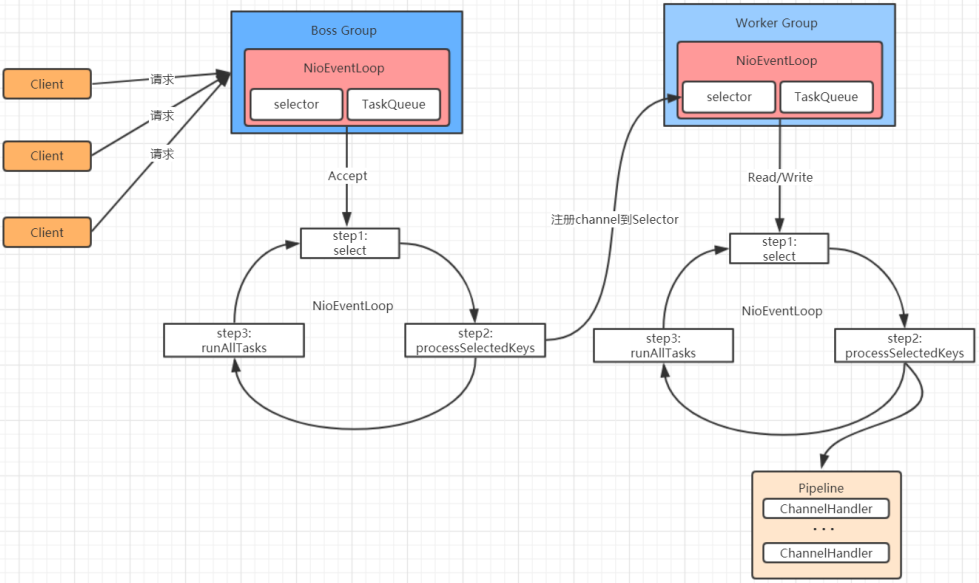 Boss Group
NioEventLoop
selector
TaskQueue
Client
请求
Client
请求
Client
请求
Accept
step1:
select
NioEventLoop
step2:
processSelectedKeys
step3:
runAllTasks
注册channel到Selector
Worker Group
NioEventLoop
selector
TaskQueue
Read/Write
step1:
select
NioEventLoop
step2:
processSelectedKeys
step3:
runAllTasks
Pipeline
ChannelHandler
...
ChannelHandler